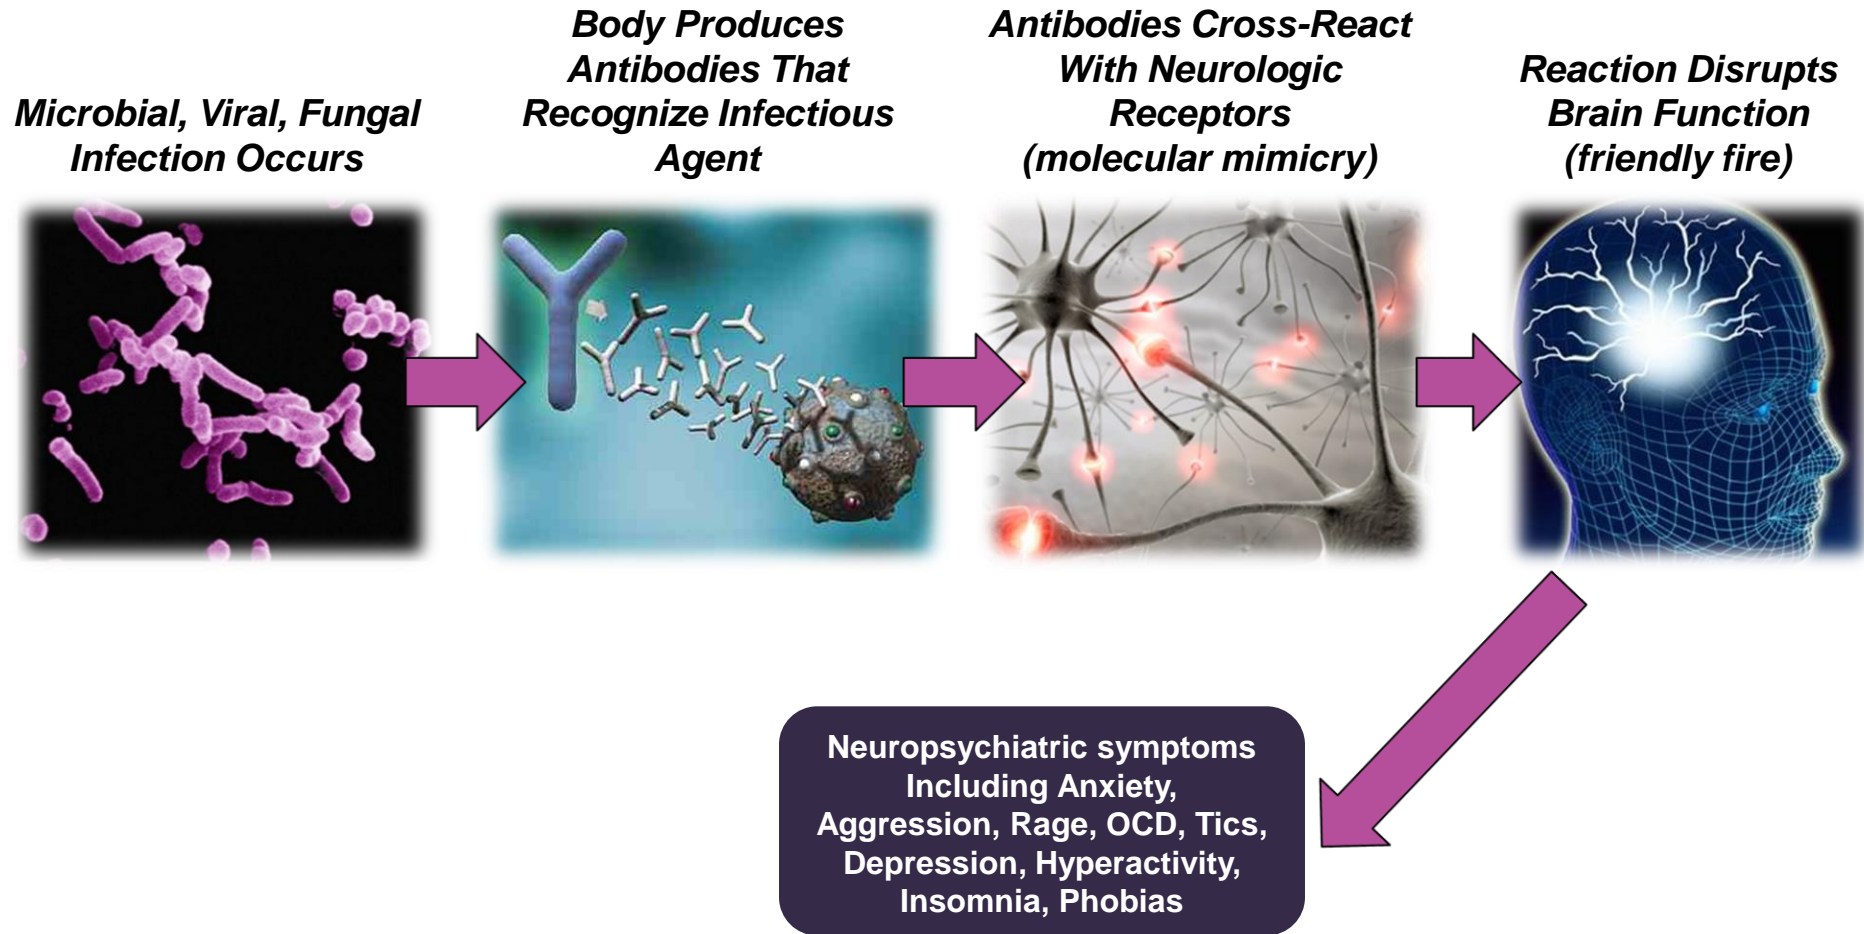 Microbial, Viral, Fungal
Infection Occurs
Body Produces
Antibodies That
Recognize Infectious
Agent
Antibodies Cross-React
With Neurologic
Receptors
(molecular mimicry)
Reaction Disrupts
Brain Function
(friendly fire)
Neuropsychiatric symptoms
Including Anxiety,
Aggression, Rage, OCD, Tics,
Depression, Hyperactivity,
Insomnia, Phobias